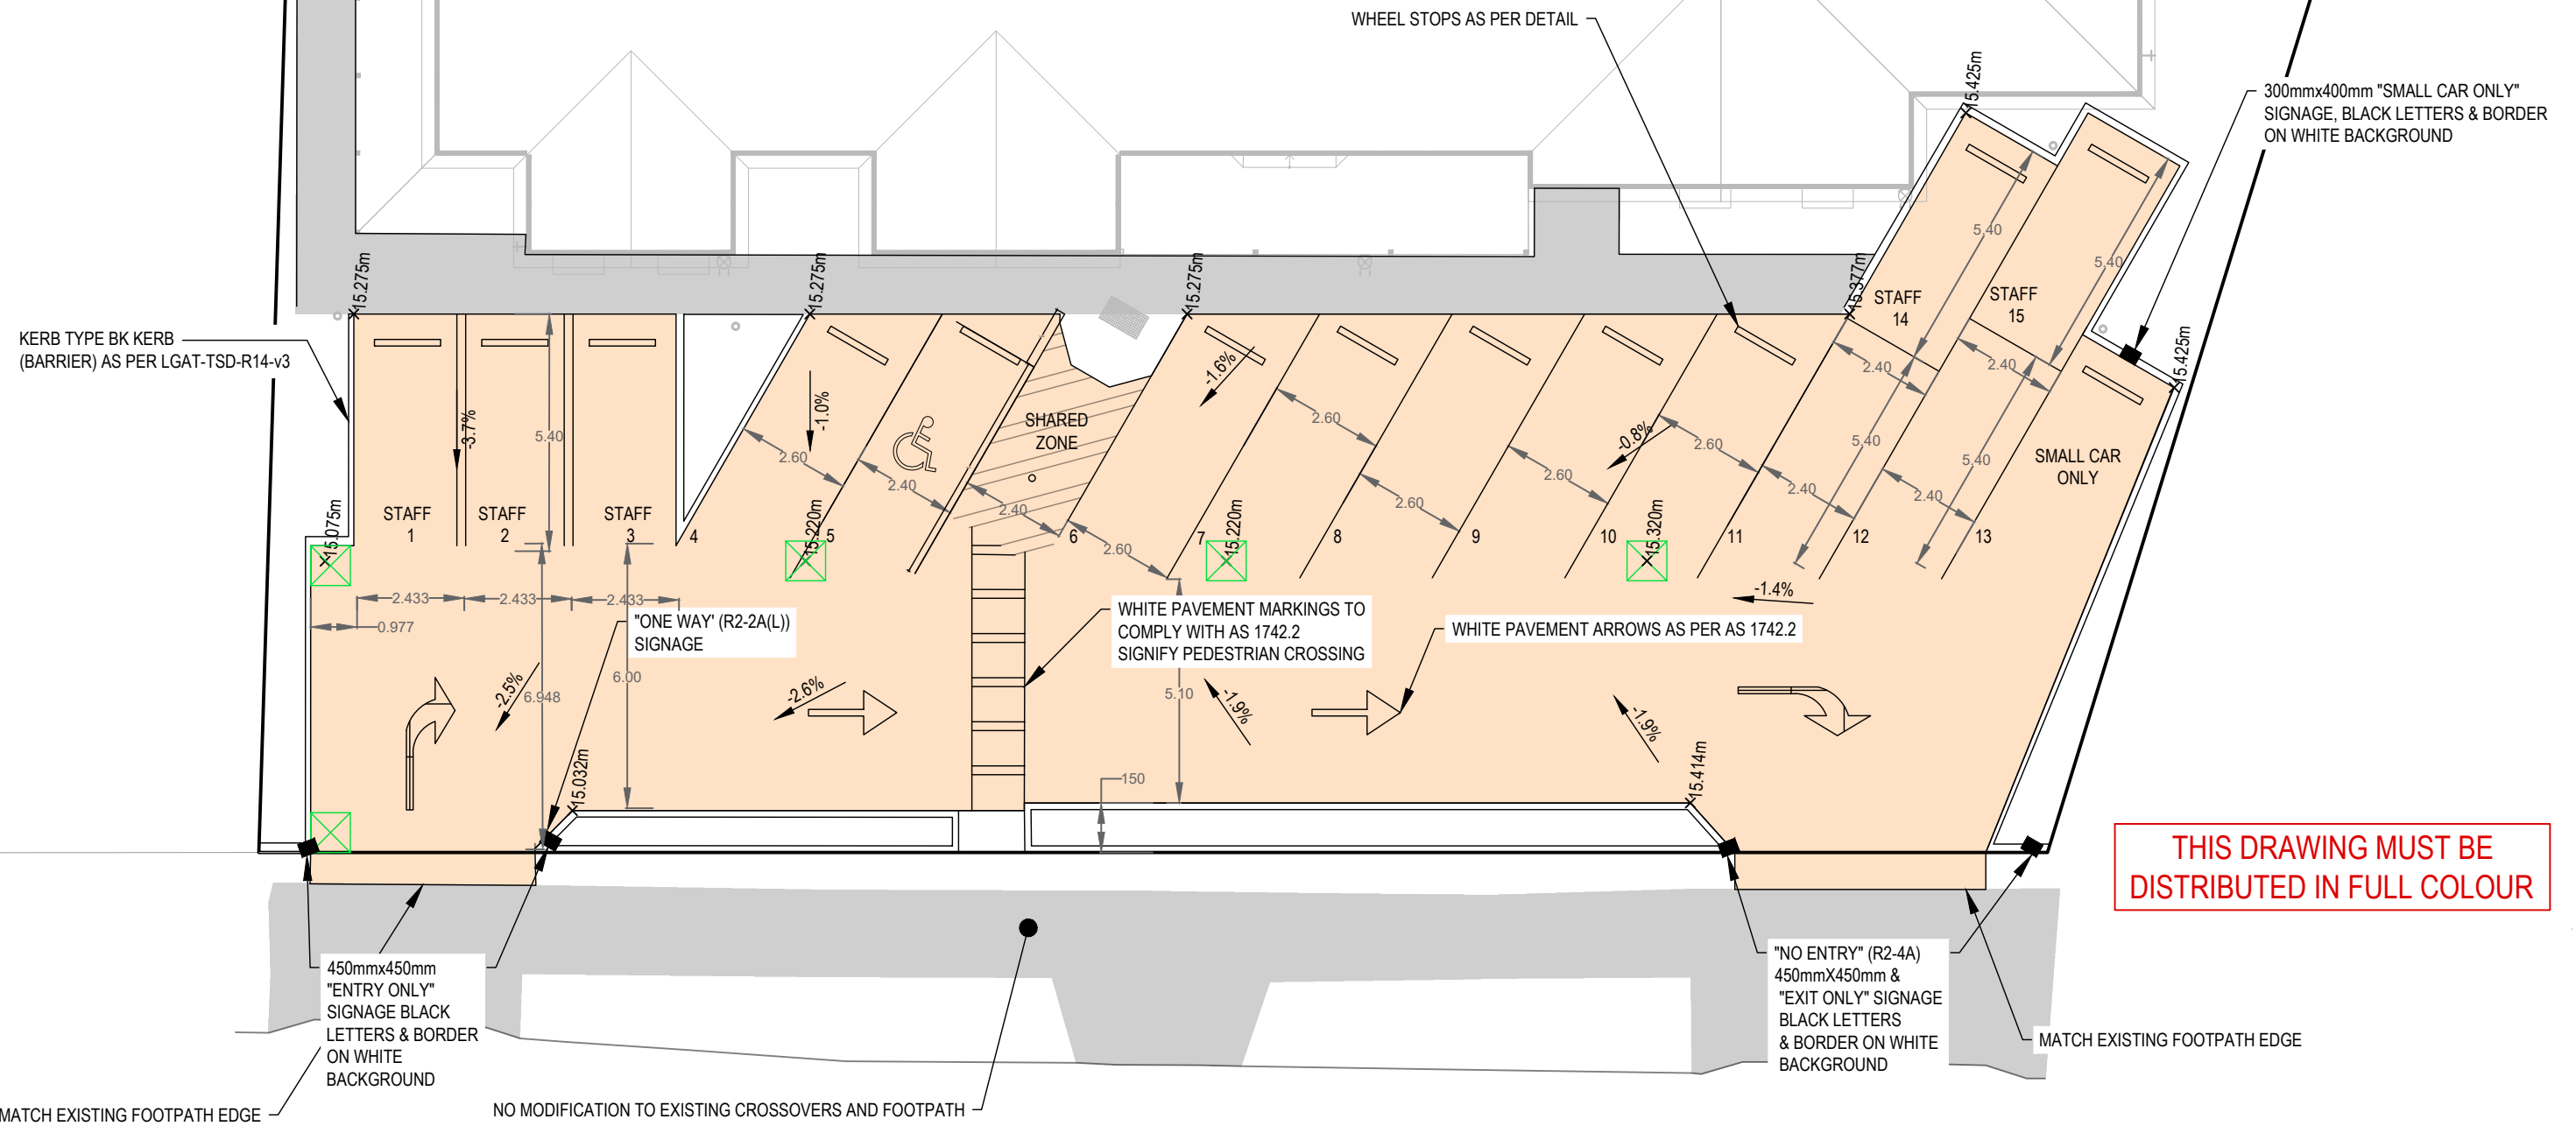 WHEEL STOPS AS PER DETAIL
300mmx400mm "SMALL CAR ONLY"
SIGNAGE, BLACK LETTERS & BORDER
ON WHITE BACKGROUND
15.425m
15.275m
15.275m
15.275m
15.377m
15.425m
KERB TYPE BK KERB
(BARRIER) AS PER LGAT-TSD-R14-v3
5.40
5.40
STAFF
14
STAFF
15
-3.7%
5.40
-1.0%
2.60
2.40
SHARED
ZONE
2.40
-1.6%
2.60
2.60
2.60
-0.8%
2.60
2.40
2.40
2.40
2.40
5.40
5.40
SMALL CAR
ONLY
STAFF
1
STAFF
2
STAFF
3
4
5
6
7
8
9
10
11
12
13
15.075m
15.220m
15.220m
15.320m
2.60
2.433
2.433
2.433
0.977
"ONE WAY' (R2-2A(L))
SIGNAGE
WHITE PAVEMENT MARKINGS TO
COMPLY WITH AS 1742.2
SIGNIFY PEDESTRIAN CROSSING
WHITE PAVEMENT ARROWS AS PER AS 1742.2
-1.4%
-2.5%
6.948
6.00
-2.6%
5.10
-1.9%
-1.9%
15.032m
150
15.414m
THIS DRAWING MUST BE
DISTRIBUTED IN FULL COLOUR
450mmx450mm
"ENTRY ONLY"
SIGNAGE BLACK
LETTERS & BORDER
ON WHITE
BACKGROUND
"NO ENTRY" (R2-4A)
450mmX450mm &
"EXIT ONLY" SIGNAGE
BLACK LETTERS
& BORDER ON WHITE
BACKGROUND
MATCH EXISTING FOOTPATH EDGE
MATCH EXISTING FOOTPATH EDGE
NO MODIFICATION TO EXISTING CROSSOVERS AND FOOTPATH